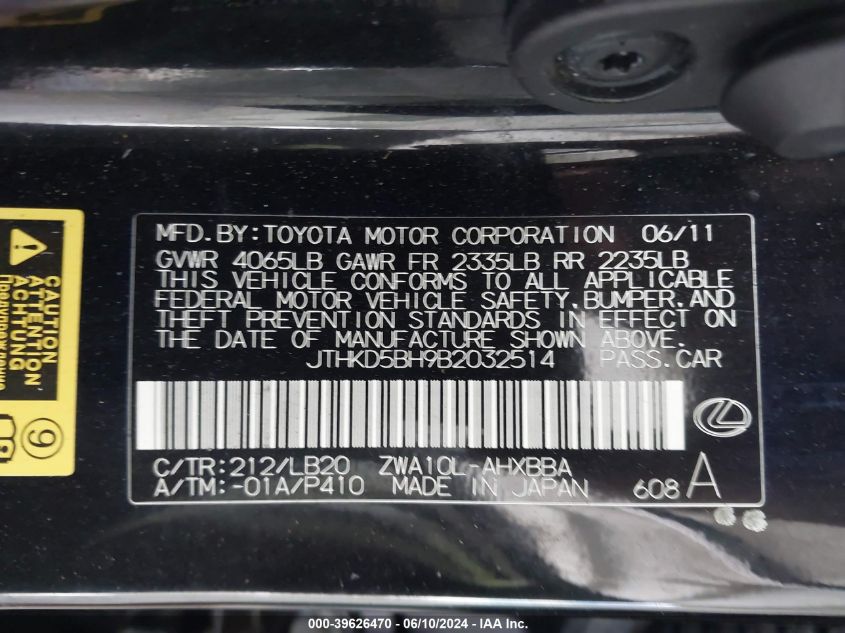 MFD.BY:TOYOTA MOTOR CORPORATION 06/11
GVWR 4065LB GAWR FR 2335LB RR 2235LB
THIS VEHICLE CONFORMS TO ALL APPLICABLE
FEDERAL MOTOR VEHICLE SAFETY,BUMPER,AND
THEFT PREVENTION STANDARDS IN EFFECT ON
THE DATE OF MANUFACTURE SHOWN ABOVE.
JTHKD5BH9B2032514 PASS.CAR
C/TR:212/LB20 ZWA10L-AHXBBA
A/TM:-01A/P410 MADE IN JAPAN 608 A
CAUTION
ATTENTION
ACHTUNG
9
000-39626470 - 06/10/2024 - IAA Inc.